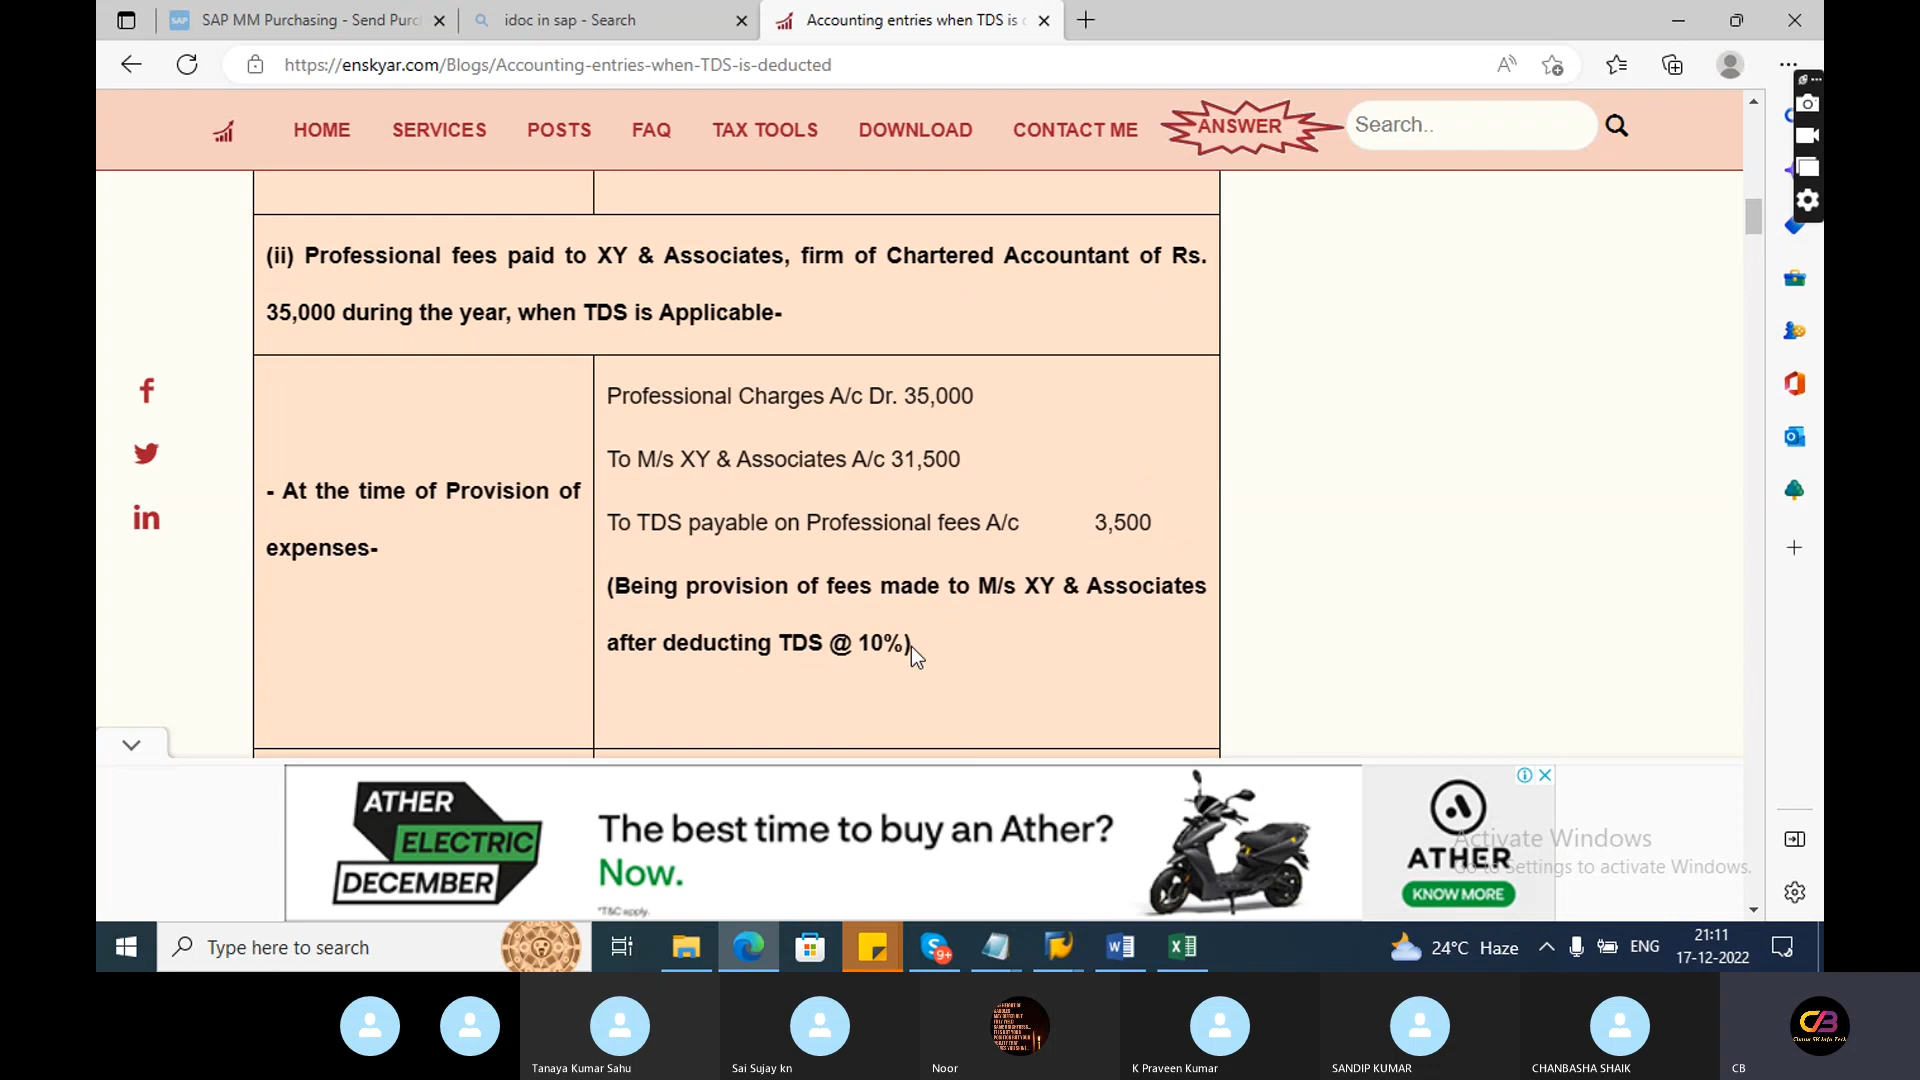 SAP MM Purchasing - Send Purc
idoc in sap - Search
Accounting entries when TDS is
https://enskyar.com/Blogs/Accounting-entries-when-TDS-is-deducted
HOME SERVICES POSTS FAQ TAX TOOLS DOWNLOAD CONTACT ME ANSWER Search..
(ii) Professional fees paid to XY & Associates, firm of Chartered Accountant of Rs.
35,000 during the year, when TDS is Applicable-
- At the time of Provision of
expenses-
Professional Charges A/c Dr. 35,000
To M/s XY & Associates A/c 31,500
To TDS payable on Professional fees A/c 3,500
(Being provision of fees made to M/s XY & Associates
after deducting TDS @ 10%)
ATHER
ELECTRIC
DECEMBER
The best time to buy an Ather?
Now.
*T&C apply.
ATHER
KNOW MORE
Activate Windows
Go to Settings to activate Windows.
Type here to search
9+
24°C Haze
ENG
21:11
17-12-2022
Tanaya Kumar Sahu
Sai Sujay kn
Noor
K Praveen Kumar
SANDIP KUMAR
CHANBASHA SHAIK
CB